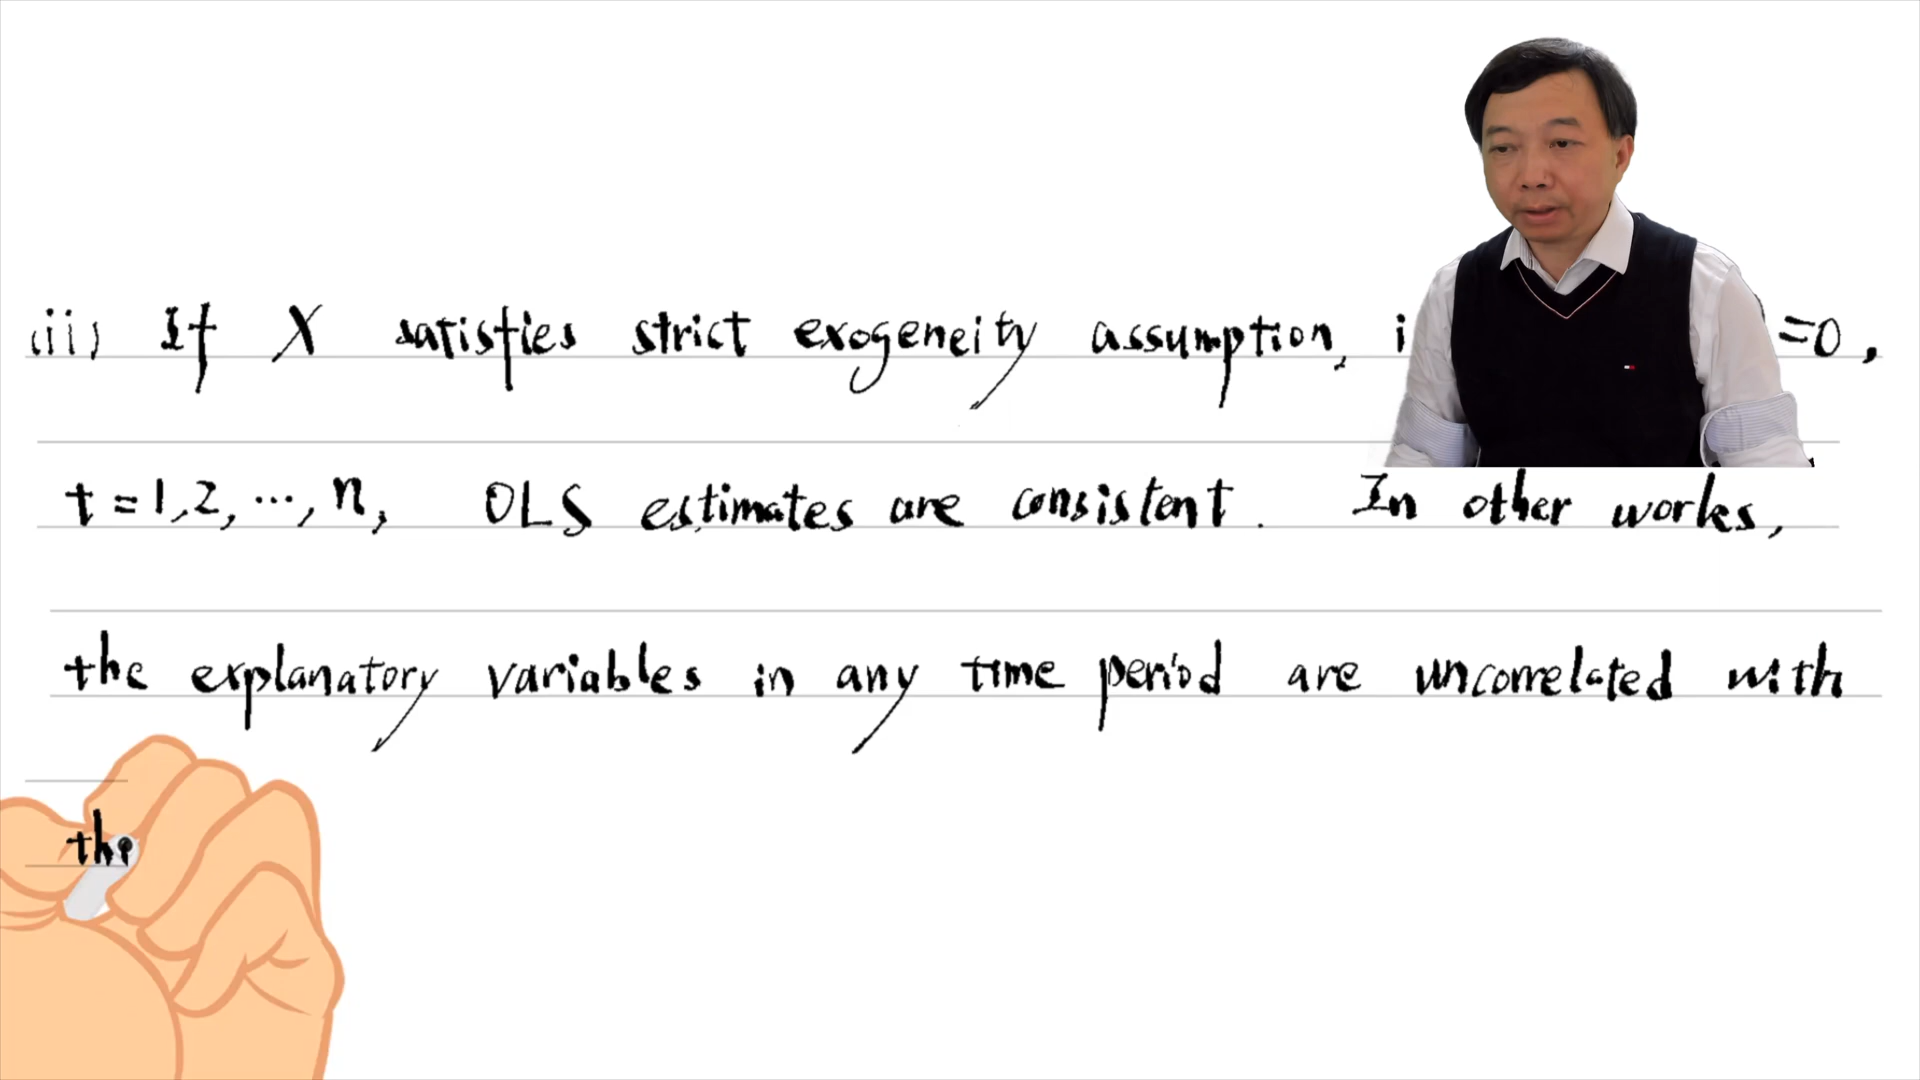 (ii) If X satisfies strict exogeneity assumption, i =0,
t=1,2, ..., n, OLS estimates are consistent. In other works,
the explanatory variables in any time period are uncorrelated with
the